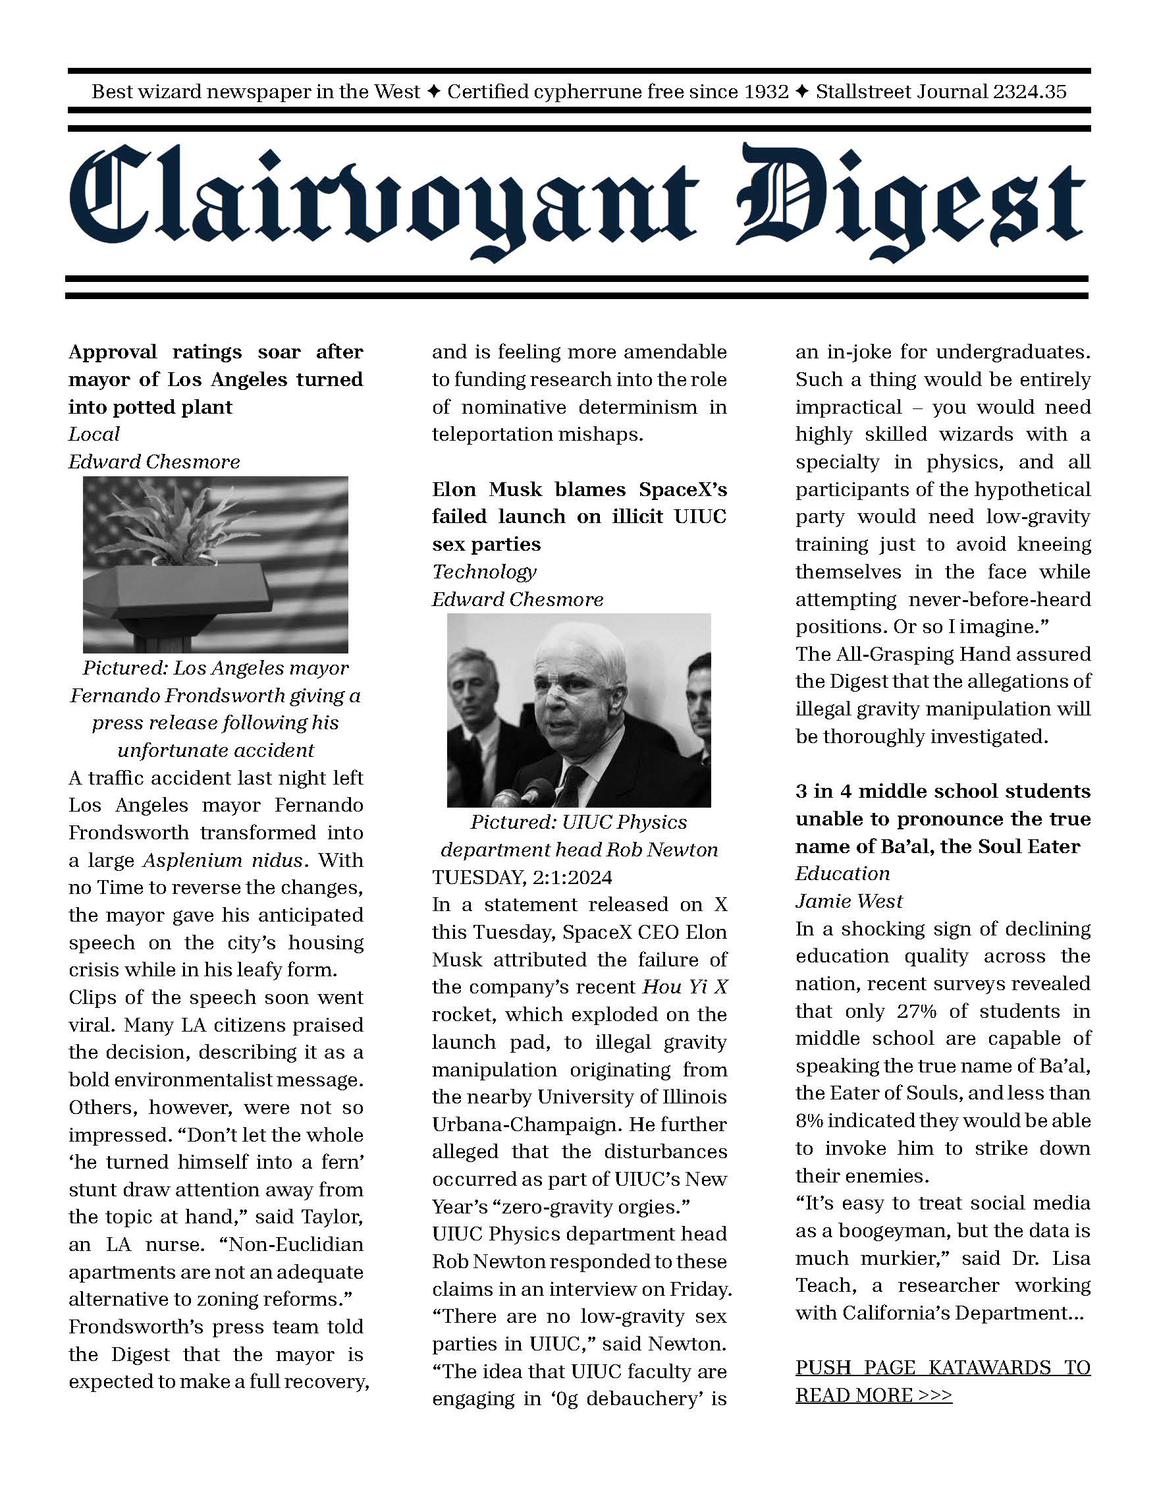 Best wizard newspaper in the West ✦ Certified cypherrune free since 1932 ✦ Stallstreet Journal 2324.35
Clairvoyant Digest
Approval ratings soar after
mayor of Los Angeles turned
into potted plant
Local
Edward Chesmore
Pictured: Los Angeles mayor
Fernando Frondsworth giving a
press release following his
unfortunate accident
A traffic accident last night left
Los Angeles mayor Fernando
Frondsworth transformed into
a large Asplenium nidus. With
no Time to reverse the changes,
the mayor gave his anticipated
speech on the city's housing
crisis while in his leafy form.
Clips of the speech soon went
viral. Many LA citizens praised
the decision, describing it as a
bold environmentalist message.
Others, however, were not so
impressed. “Don't let the whole
‘he turned himself into a fern’
stunt draw attention away from
the topic at hand,” said Taylor,
an LA nurse. “Non-Euclidian
apartments are not an adequate
alternative to zoning reforms.”
Frondsworth's press team told
the Digest that the mayor is
expected to make a full recovery,
and is feeling more amendable
to funding research into the role
of nominative determinism in
teleportation mishaps.
Elon Musk blames SpaceX's
failed launch on illicit UIUC
sex parties
Technology
Edward Chesmore
Pictured: UIUC Physics
department head Rob Newton
TUESDAY, 2:1:2024
In a statement released on X
this Tuesday, SpaceX CEO Elon
Musk attributed the failure of
the company's recent Hou Yi X
rocket, which exploded on the
launch pad, to illegal gravity
manipulation originating from
the nearby University of Illinois
Urbana-Champaign. He further
alleged that the disturbances
occurred as part of UIUC's New
Year's “zero-gravity orgies.”
UIUC Physics department head
Rob Newton responded to these
claims in an interview on Friday.
“There are no low-gravity sex
parties in UIUC,” said Newton.
“The idea that UIUC faculty are
engaging in ‘0g debauchery’ is
an in-joke for undergraduates.
Such a thing would be entirely
impractical – you would need
highly skilled wizards with a
specialty in physics, and all
participants of the hypothetical
party would need low-gravity
training just to avoid kneeing
themselves in the face while
attempting never-before-heard
positions. Or so I imagine.”
The All-Grasping Hand assured
the Digest that the allegations of
illegal gravity manipulation will
be thoroughly investigated.
3 in 4 middle school students
unable to pronounce the true
name of Ba'al, the Soul Eater
Education
Jamie West
In a shocking sign of declining
education quality across the
nation, recent surveys revealed
that only 27% of students in
middle school are capable of
speaking the true name of Ba'al,
the Eater of Souls, and less than
8% indicated they would be able
to invoke him to strike down
their enemies.
“It's easy to treat social media
as a boogeyman, but the data is
much murkier,” said Dr. Lisa
Teach, a researcher working
with California's Department...
PUSH PAGE KATAWARDS TO
READ MORE >>>